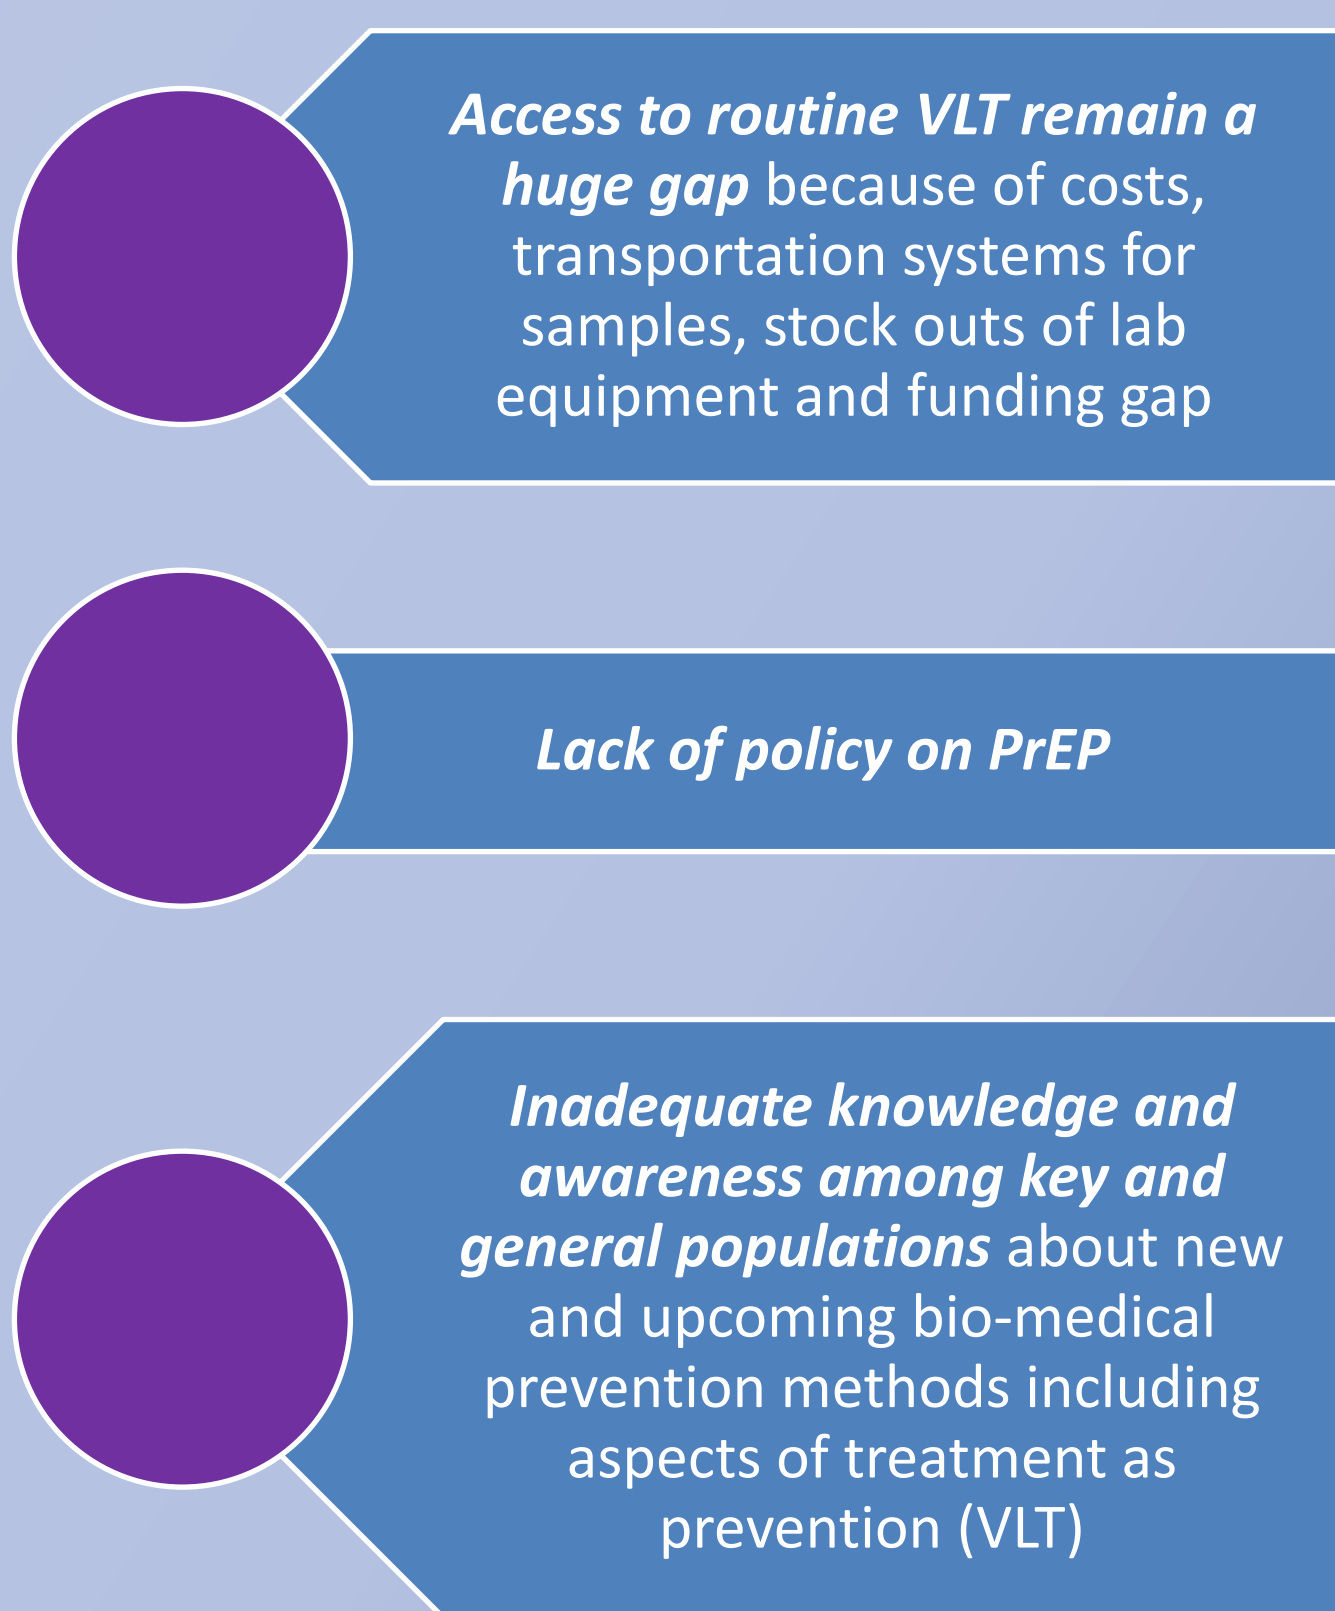 Access to routine VLT remain a
huge gap because of costs,
transportation systems for
samples, stock outs of lab
equipment and funding gap
Lack of policy on PrEP
Inadequate knowledge and
awareness among key and
general populations about new
and upcoming bio-medical
prevention methods including
aspects of treatment as
prevention (VLT)